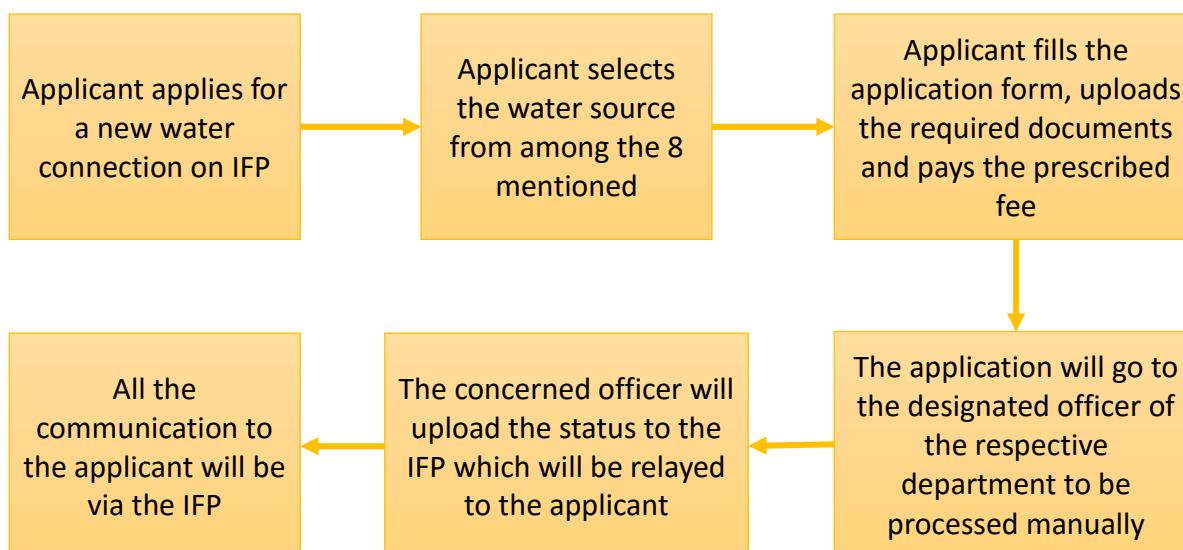 Applicant applies for
a new water
connection on IFP
Applicant selects
the water source
from among the 8
mentioned
Applicant fills the
application form, uploads
the required documents
and pays the prescribed
fee
The application will go to
the designated officer of
the respective
department to be
processed manually
The concerned officer will
upload the status to the
IFP which will be relayed
to the applicant
All the
communication to
the applicant will be
via the IFP